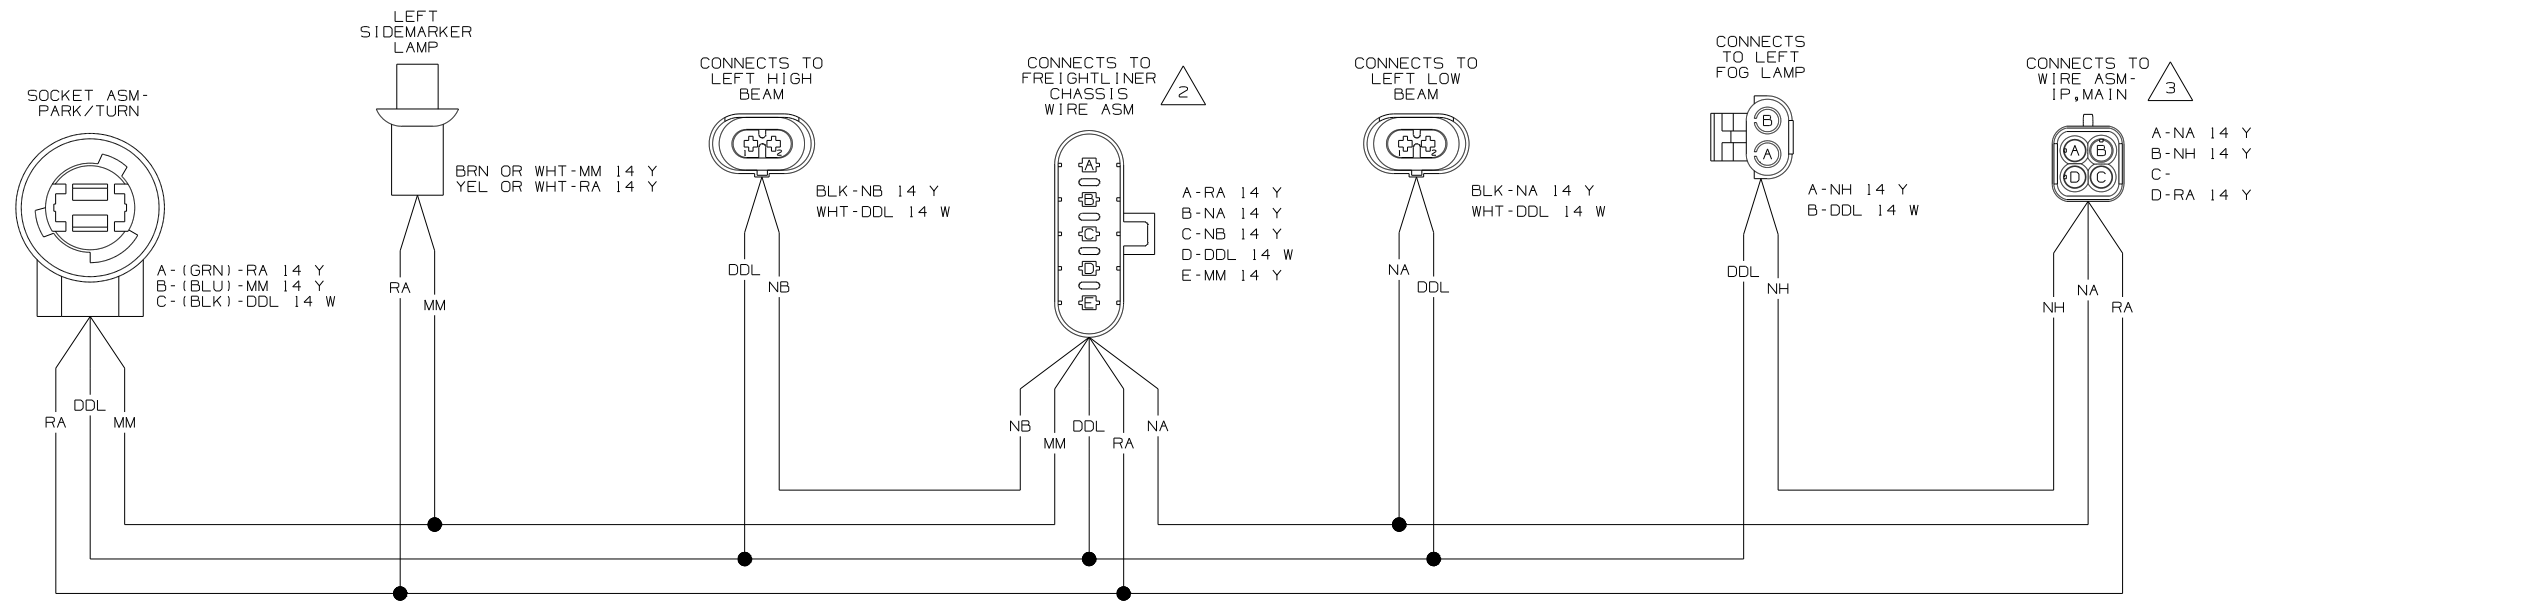 LEFT
SIDEMARKER
LAMP
SOCKET ASM-
PARK/TURN
A-(GRN)-RA 14 Y
B-(BLU)-MM 14 Y
C-(BLK)-DDL 14 W
RA
DDL
MM
BRN OR WHT-MM 14 Y
YEL OR WHT-RA 14 Y
RA
MM
CONNECTS TO
LEFT HIGH
BEAM
1 2
BLK-NB 14 Y
WHT-DDL 14 W
DDL
NB
CONNECTS TO
FREIGHTLINER
CHASSIS
WIRE ASM
2
A
B
C
D
E
A-RA 14 Y
B-NA 14 Y
C-NB 14 Y
D-DDL 14 W
E-MM 14 Y
NB
MM
DDL
RA
NA
CONNECTS TO
LEFT LOW
BEAM
1 2
BLK-NA 14 Y
WHT-DDL 14 W
NA
DDL
CONNECTS
TO LEFT
FOG LAMP
B
A
A-NH 14 Y
B-DDL 14 W
DDL
NH
CONNECTS TO
WIRE ASM-
IP,MAIN
3
A B
D C
A-NA 14 Y
B-NH 14 Y
C-
D-RA 14 Y
NH
NA
RA